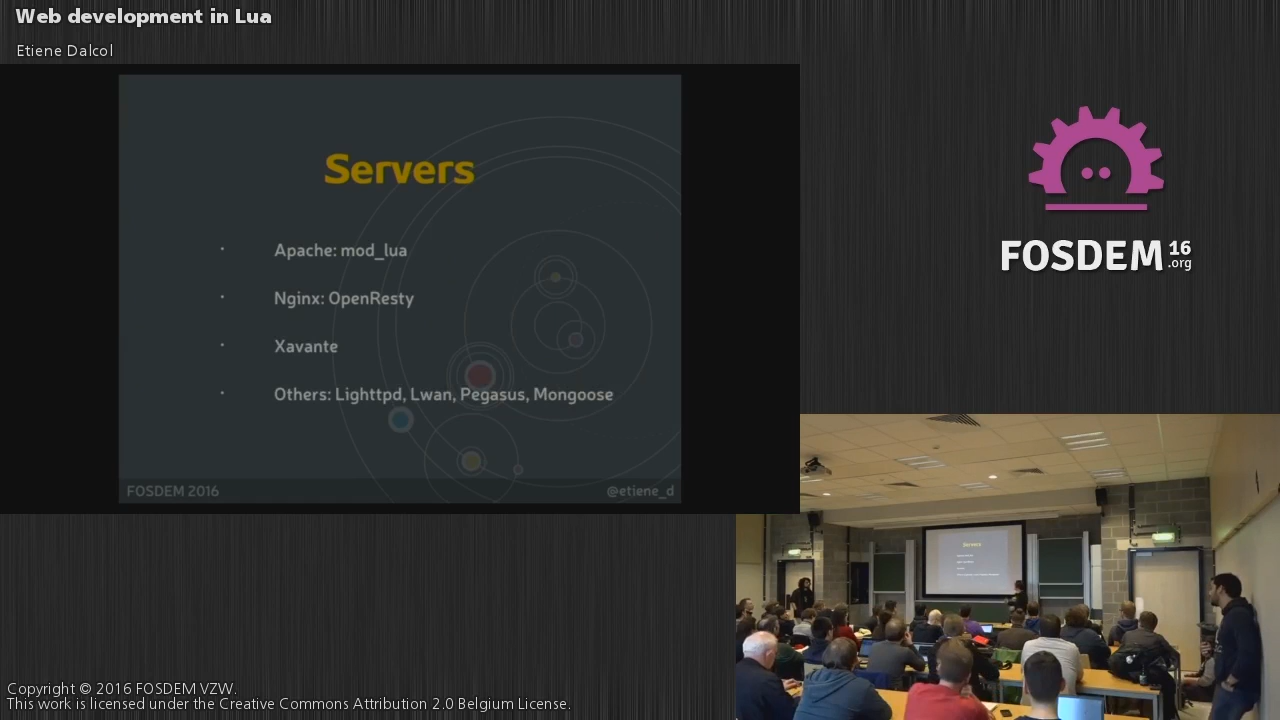 Web development in Lua
Etiene Dalcol
Servers
· Apache: mod_lua
· Nginx: OpenResty
· Xavante
· Others: Lighttpd, Lwan, Pegasus, Mongoose
FOSDEM 2016
@etiene_d
FOSDEM 16
.org
Servers
Copyright © 2016 FOSDEM VZW.
This work is licensed under the Creative Commons Attribution 2.0 Belgium License.